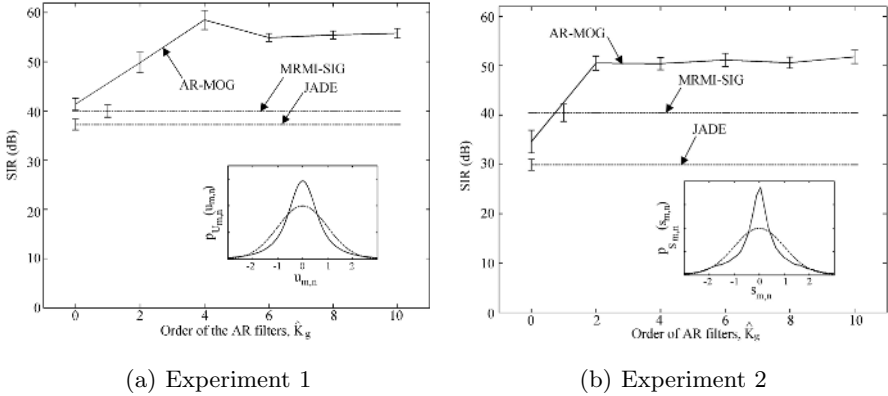 60
50
40
30
20
10
0
SIR (dB)
AR-MOG
MRMI-SIG
JADE
p_{U_{m,n}}(u_{m,n})
-2 -1 0 1 2
u_{m,n}
0 2 4 6 8 10
Order of the AR filters, K̂_g
(a) Experiment 1
60
50
40
30
20
10
0
SIR (dB)
AR-MOG
MRMI-SIG
JADE
p_{S_{m,n}}(s_{m,n})
-2 -1 0 1 2
s_{m,n}
0 2 4 6 8 10
Order of AR filters, K̂_g
(b) Experiment 2